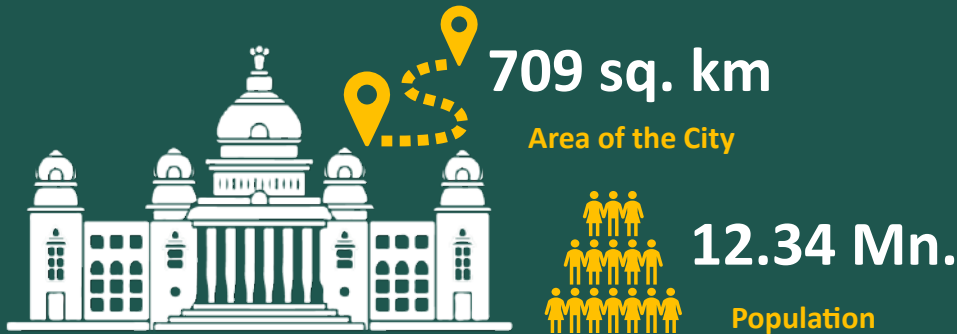 709 sq. km
Area of the City
12.34 Mn.
Population